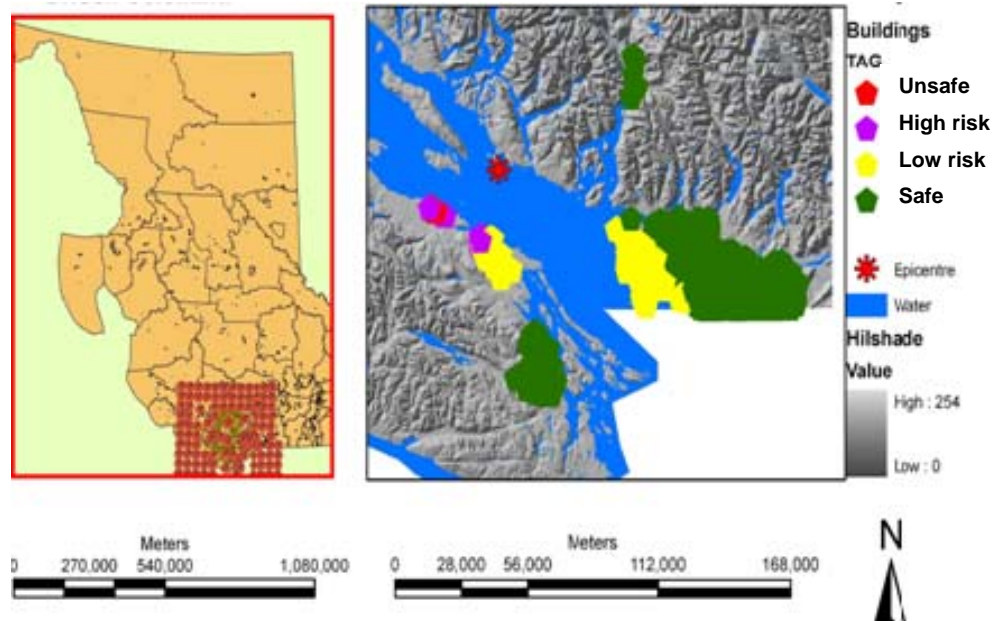 Buildings
TAG
Unsafe
High risk
Low risk
Safe
Epicentre
Water
Hilshade
Value
High : 254
Low : 0
Meters
0 270,000 540,000 1,080,000
Meters
0 28,000 56,000 112,000 168,000
N